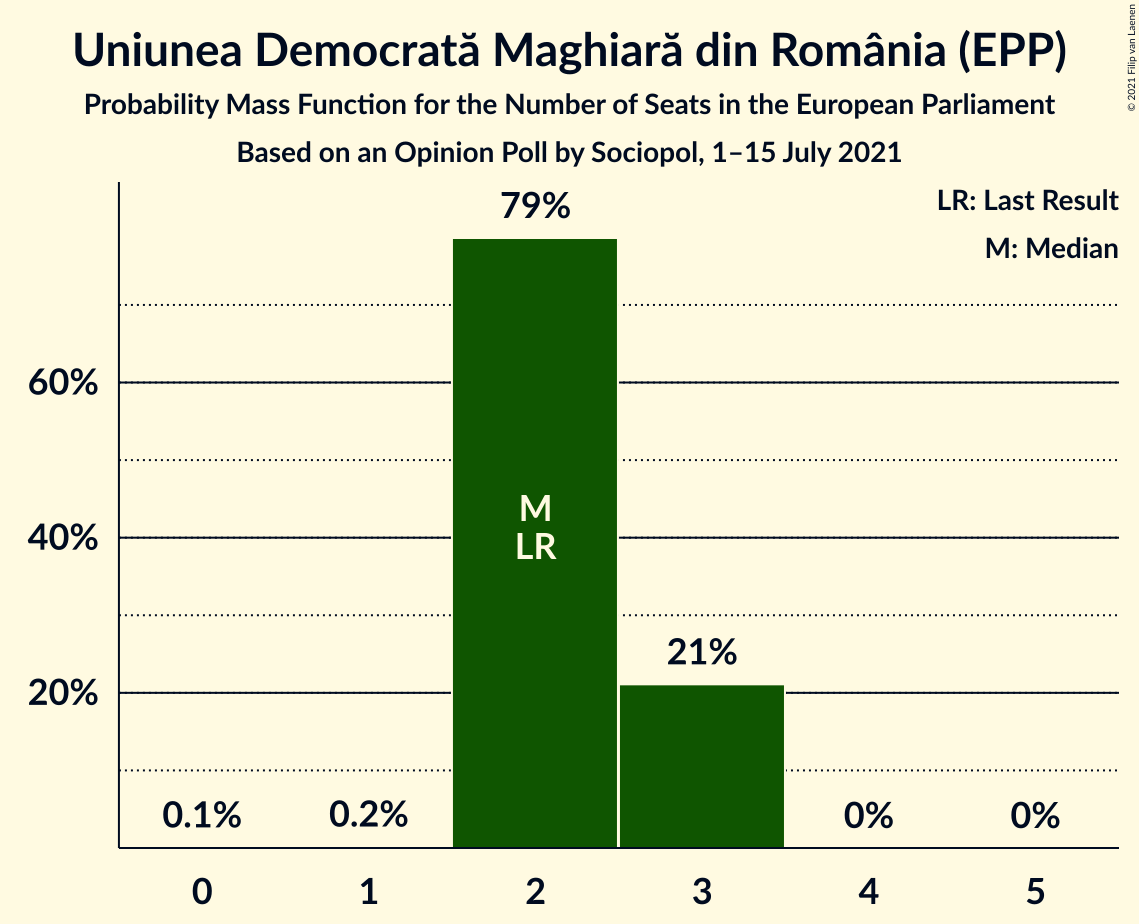 Uniunea Democrată Maghiară din România (EPP)
Probability Mass Function for the Number of Seats in the European Parliament
Based on an Opinion Poll by Sociopol, 1–15 July 2021
© 2021 Filip van Laenen
LR: Last Result
M: Median
79%
60%
M
40%
LR
21%
20%
0.1%
0.2%
0%
0%
0
1
2
3
4
5